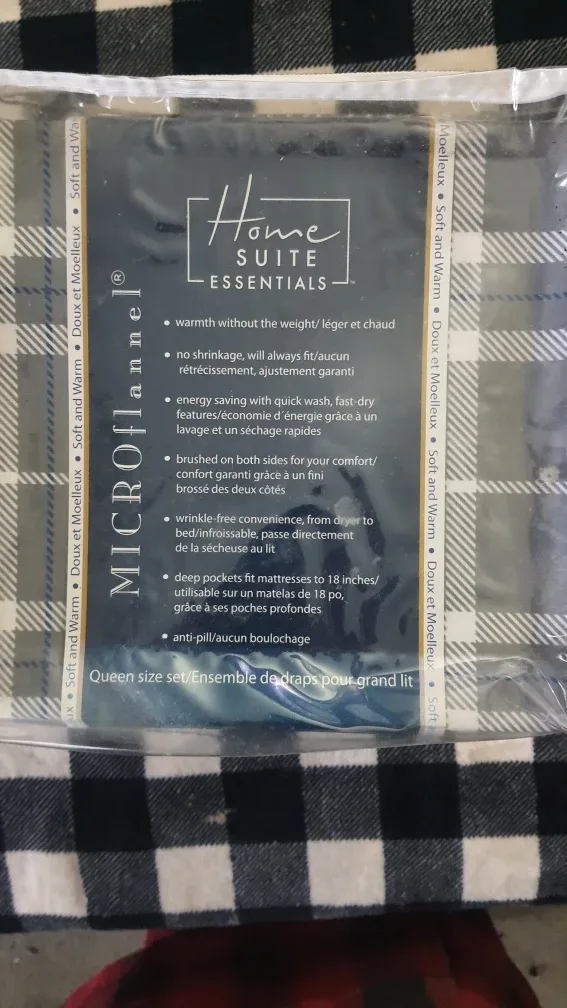 Home
SUITE
ESSENTIALS™
MICROflannel®
• warmth without the weight/ léger et chaud
• no shrinkage, will always fit/aucun
rétrécissement, ajustement garanti
• energy saving with quick wash, fast-dry
features/économie d´énergie grâce à un
lavage et un séchage rapides
• brushed on both sides for your comfort/
confort garanti grâce à un fini
brossé des deux côtés
• wrinkle-free convenience, from dryer to
bed/infroissable, passe directement
de la sécheuse au lit
• deep pockets fit mattresses to 18 inches/
utilisable sur un matelas de 18 po,
grâce à ses poches profondes
• anti-pill/aucun boulochage
Queen size set/Ensemble de draps pour grand lit
ux • Soft and Warm • Doux et Moelleux • Soft and Warm • Doux et Moelleux • Soft and Wa
Moelleux • Soft and Warm • Doux et Moelleux • Soft and Warm • Doux et Moelleux • Soft